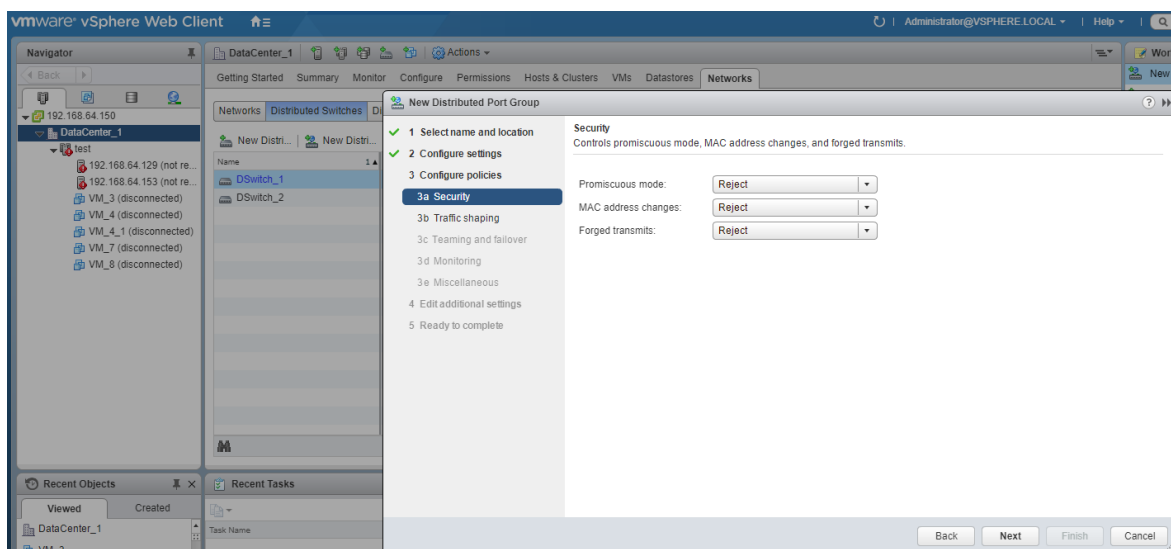 vmware® vSphere Web Client
Administrator@VSPHERE.LOCAL
Help
Navigator
Back
192.168.64.150
DataCenter_1
test
192.168.64.129 (not re...
192.168.64.153 (not re...
VM_3 (disconnected)
VM_4 (disconnected)
VM_4_1 (disconnected)
VM_7 (disconnected)
VM_8 (disconnected)
DataCenter_1
Actions
Getting Started Summary Monitor Configure Permissions Hosts & Clusters VMs Datastores Networks
Networks Distributed Switches
New Distri... New Distri...
Name 1
DSwitch_1
DSwitch_2
New Distributed Port Group
1 Select name and location
2 Configure settings
3 Configure policies
3a Security
3b Traffic shaping
3c Teaming and failover
3d Monitoring
3e Miscellaneous
4 Edit additional settings
5 Ready to complete
Security
Controls promiscuous mode, MAC address changes, and forged transmits.
Promiscuous mode: Reject
MAC address changes: Reject
Forged transmits: Reject
Back Next Finish Cancel
New
Recent Objects
Viewed Created
DataCenter_1
Recent Tasks
Task Name